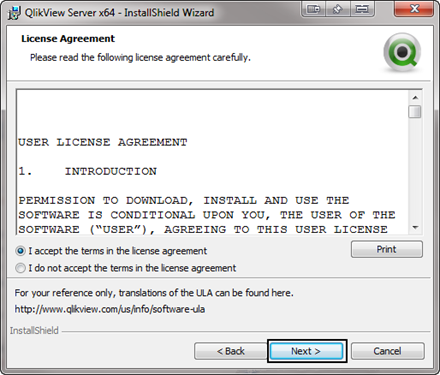 QlikView Server x64 - InstallShield Wizard
License Agreement
Please read the following license agreement carefully.
USER LICENSE AGREEMENT
1. INTRODUCTION
PERMISSION TO DOWNLOAD, INSTALL AND USE THE
SOFTWARE IS CONDITIONAL UPON YOU, THE USER OF THE
SOFTWARE (“USER”), AGREEING TO THIS USER LICENSE
I accept the terms in the license agreement
Print
I do not accept the terms in the license agreement
For your reference only, translations of the ULA can be found here.
http://www.qlikview.com/us/info/software-ula
InstallShield
< Back
Next >
Cancel